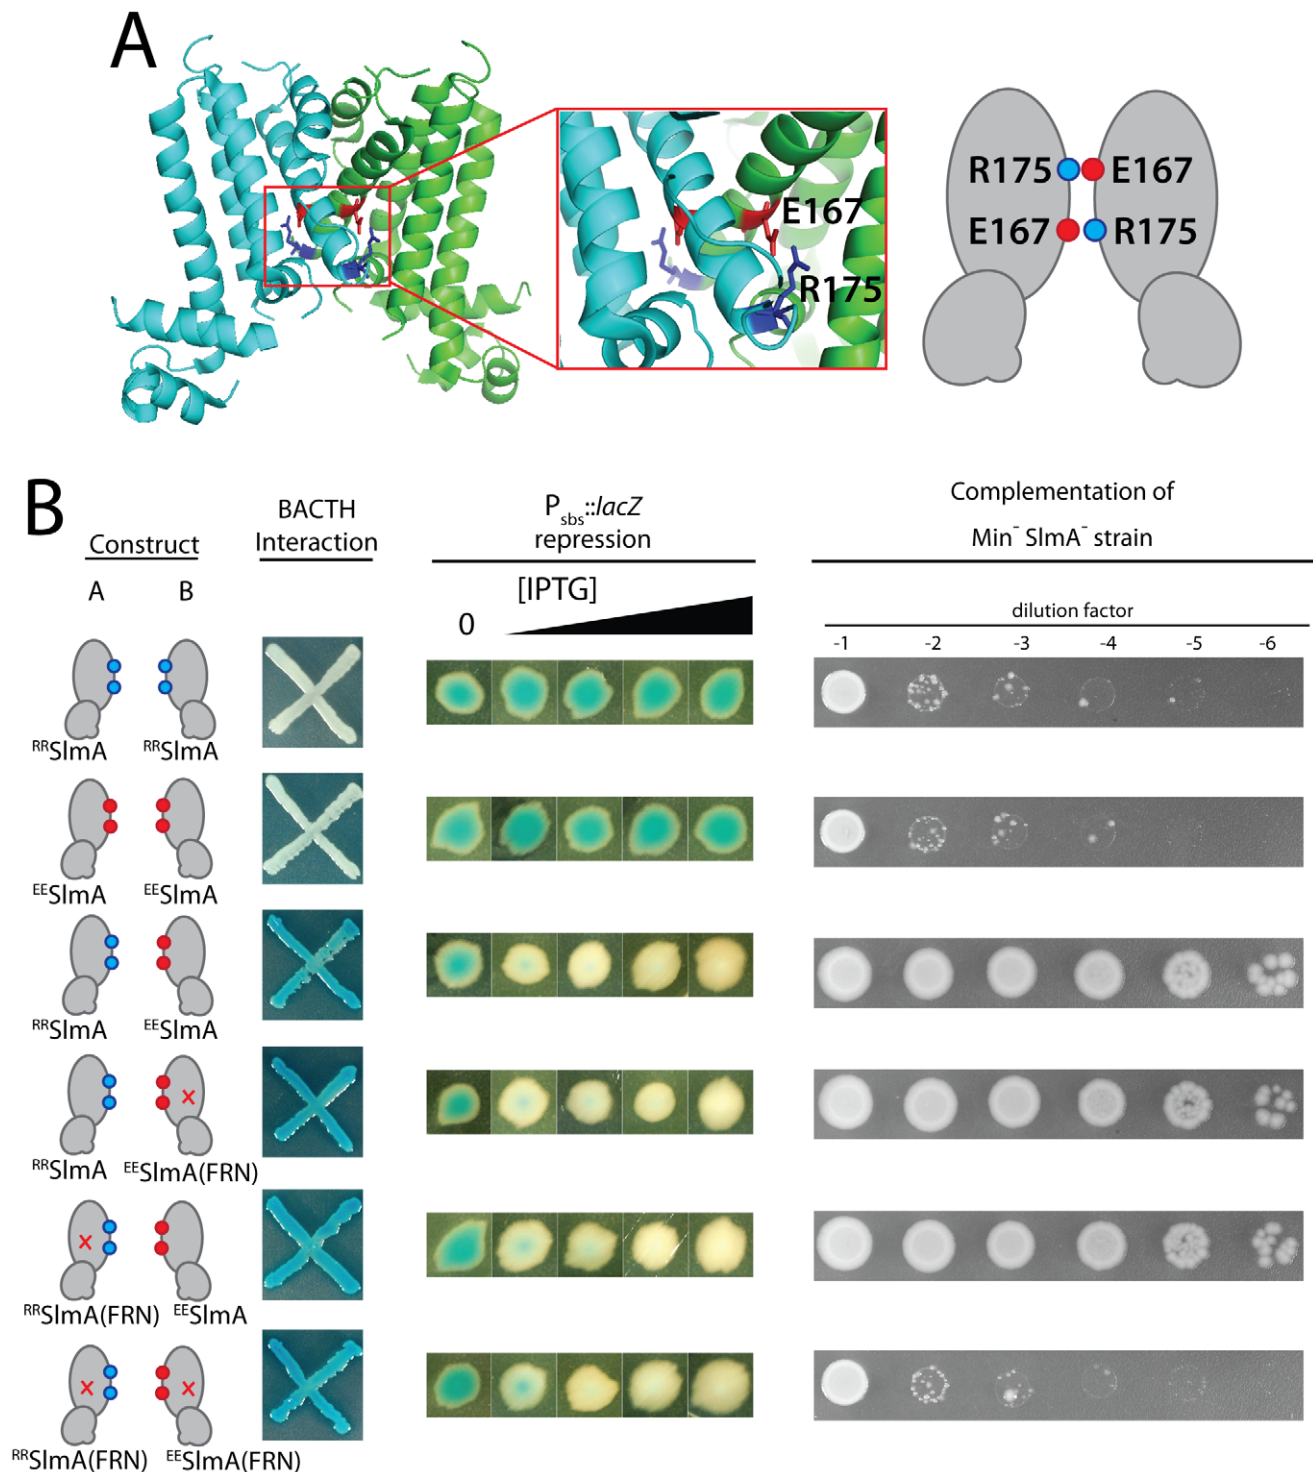 A
E167
R175
R175 E167
E167 R175
B
Construct
A B
BACTH
Interaction
Psbs::lacZ
repression
[IPTG]
0
Complementation of
Min⁻ SlmA⁻ strain
dilution factor
-1 -2 -3 -4 -5 -6
RRSlmA RRSlmA
EESlmA EESlmA
RRSlmA EESlmA
RRSlmA EESlmA(FRN)
RRSlmA(FRN) EESlmA
RRSlmA(FRN) EESlmA(FRN)